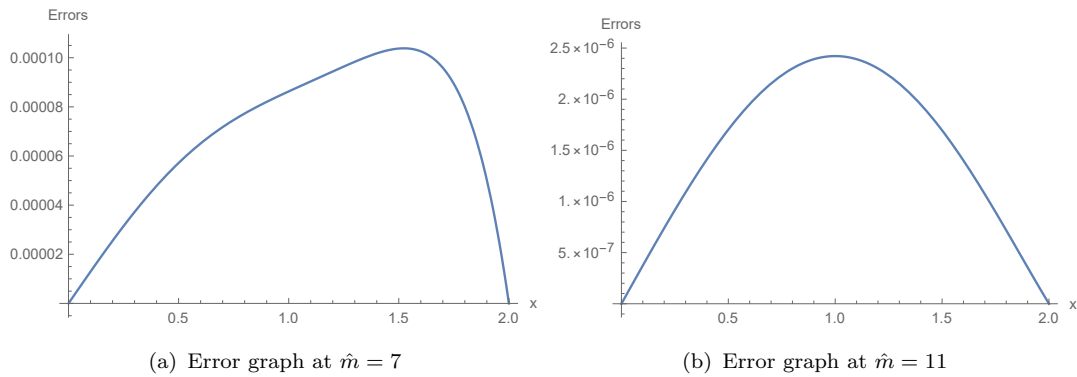 Errors
0.00010
0.00008
0.00006
0.00004
0.00002
0.5 1.0 1.5 2.0 x
(a) Error graph at m̂ = 7
Errors
2.5×10⁻⁶
2.×10⁻⁶
1.5×10⁻⁶
1.×10⁻⁶
5.×10⁻⁷
0.5 1.0 1.5 2.0 x
(b) Error graph at m̂ = 11